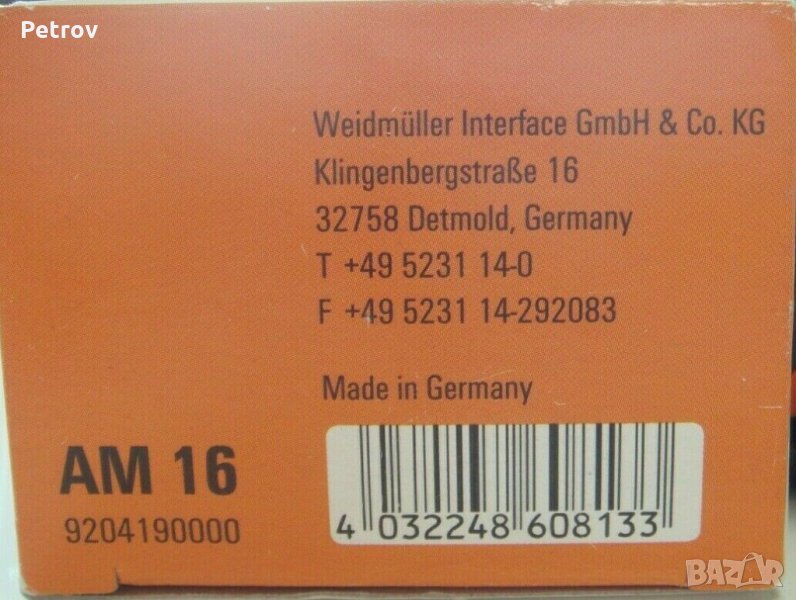 Petrov
Weidmüller Interface GmbH & Co. KG
Klingenbergstraße 16
32758 Detmold, Germany
T +49 5231 14-0
F +49 5231 14-292083
Made in Germany
AM 16
9204190000
4 032248 608133
BAZAR